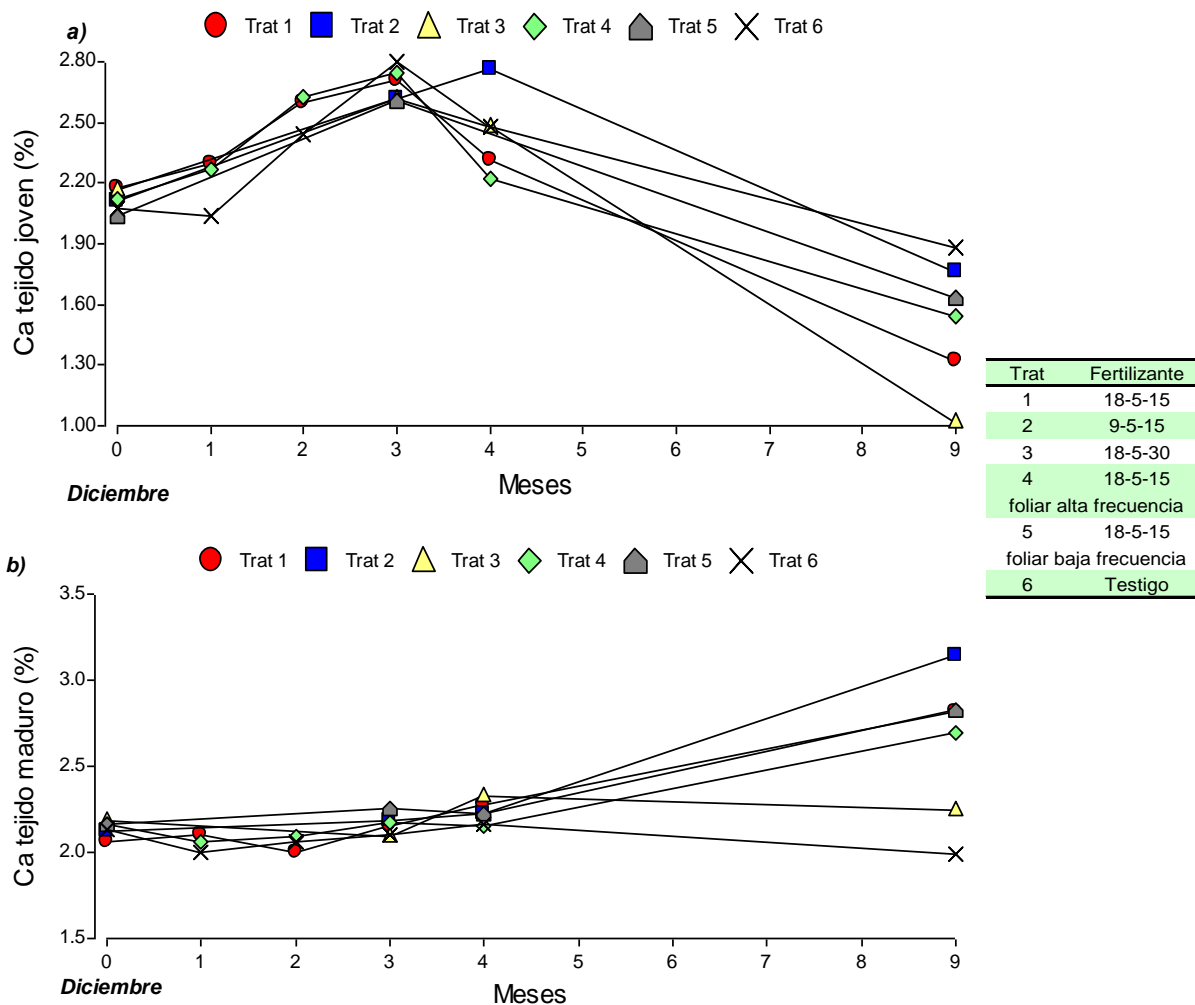 a)
Trat 1 Trat 2 Trat 3 Trat 4 Trat 5 Trat 6
2.80
2.50
2.20
1.90
1.60
1.30
1.00
Ca tejido joven (%)
0 1 2 3 4 5 6 7 8 9
Diciembre
Meses
Trat Fertilizante
1 18-5-15
2 9-5-15
3 18-5-30
4 18-5-15
foliar alta frecuencia
5 18-5-15
foliar baja frecuencia
6 Testigo
b)
Trat 1 Trat 2 Trat 3 Trat 4 Trat 5 Trat 6
3.5
3.0
2.5
2.0
1.5
Ca tejido maduro (%)
0 1 2 3 4 5 6 7 8 9
Diciembre
Meses